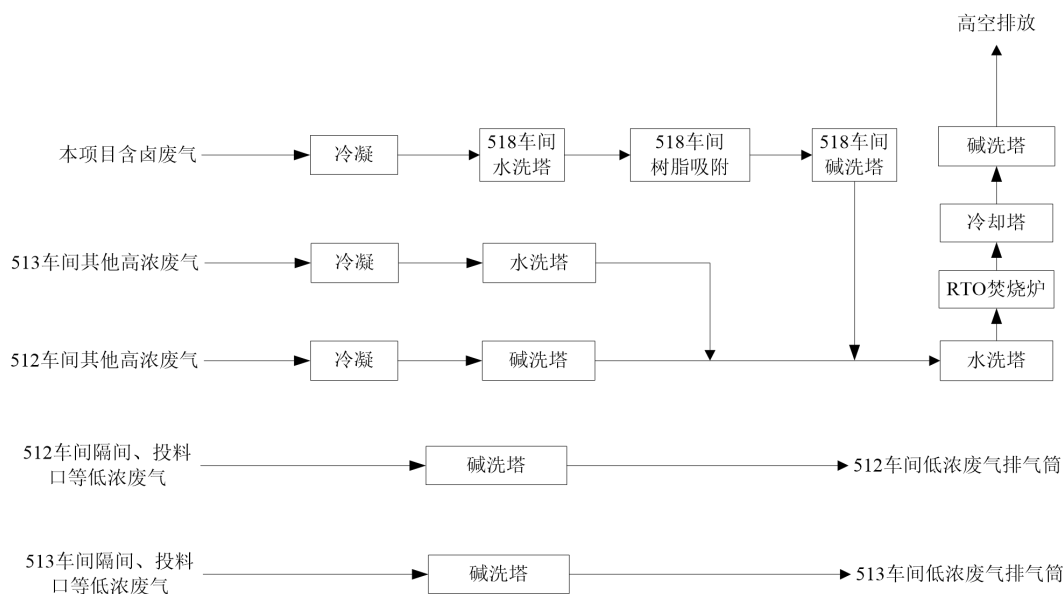 高空排放
本项目含卤废气
冷凝
518车间
水洗塔
518车间
树脂吸附
518车间
碱洗塔
碱洗塔
冷却塔
513车间其他高浓废气
冷凝
水洗塔
RTO焚烧炉
512车间其他高浓废气
冷凝
碱洗塔
水洗塔
512车间隔间、投料
口等低浓废气
碱洗塔
512车间低浓废气排气筒
513车间隔间、投料
口等低浓废气
碱洗塔
513车间低浓废气排气筒